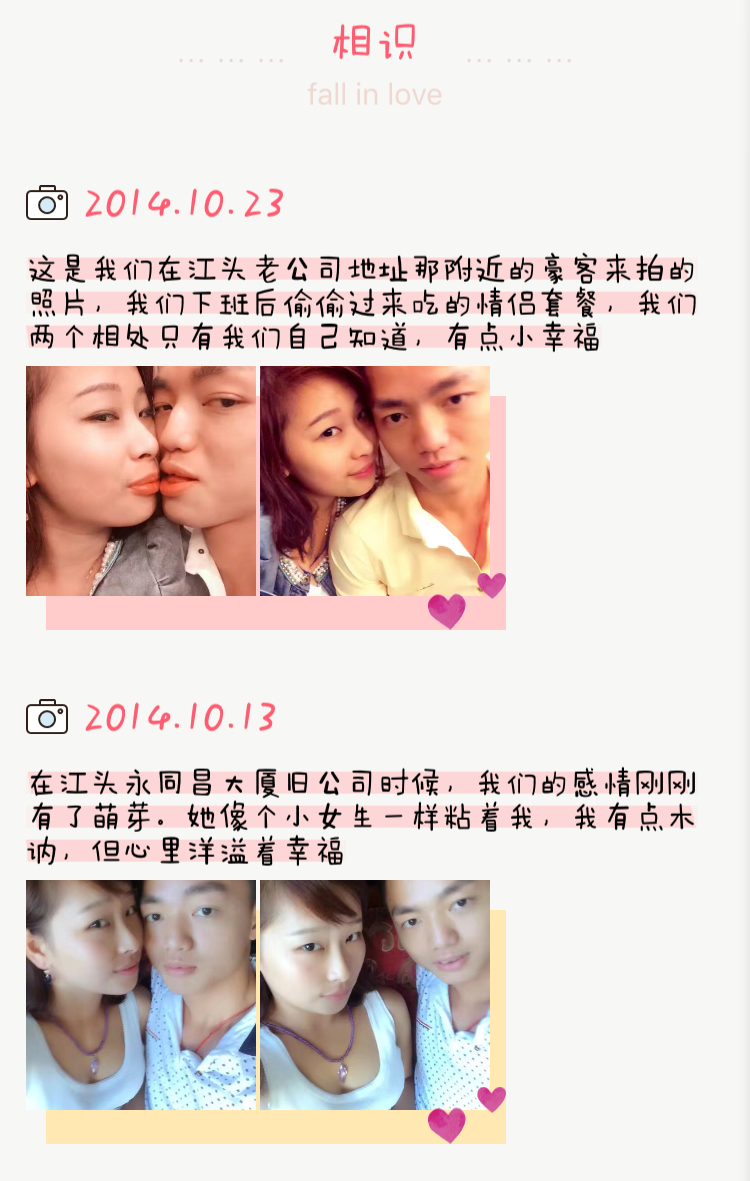 ... ... ... 相识 ... ... ...
fall in love
2014.10.23
这是我们在江头老公司地址那附近的豪客来拍的
照片，我们下班后偷偷过来吃的情侣套餐，我们
两个相处只有我们自己知道，有点小幸福
2014.10.13
在江头永同昌大厦旧公司时候，我们的感情刚刚
有了萌芽。她像个小女生一样粘着我，我有点木
讷，但心里洋溢着幸福